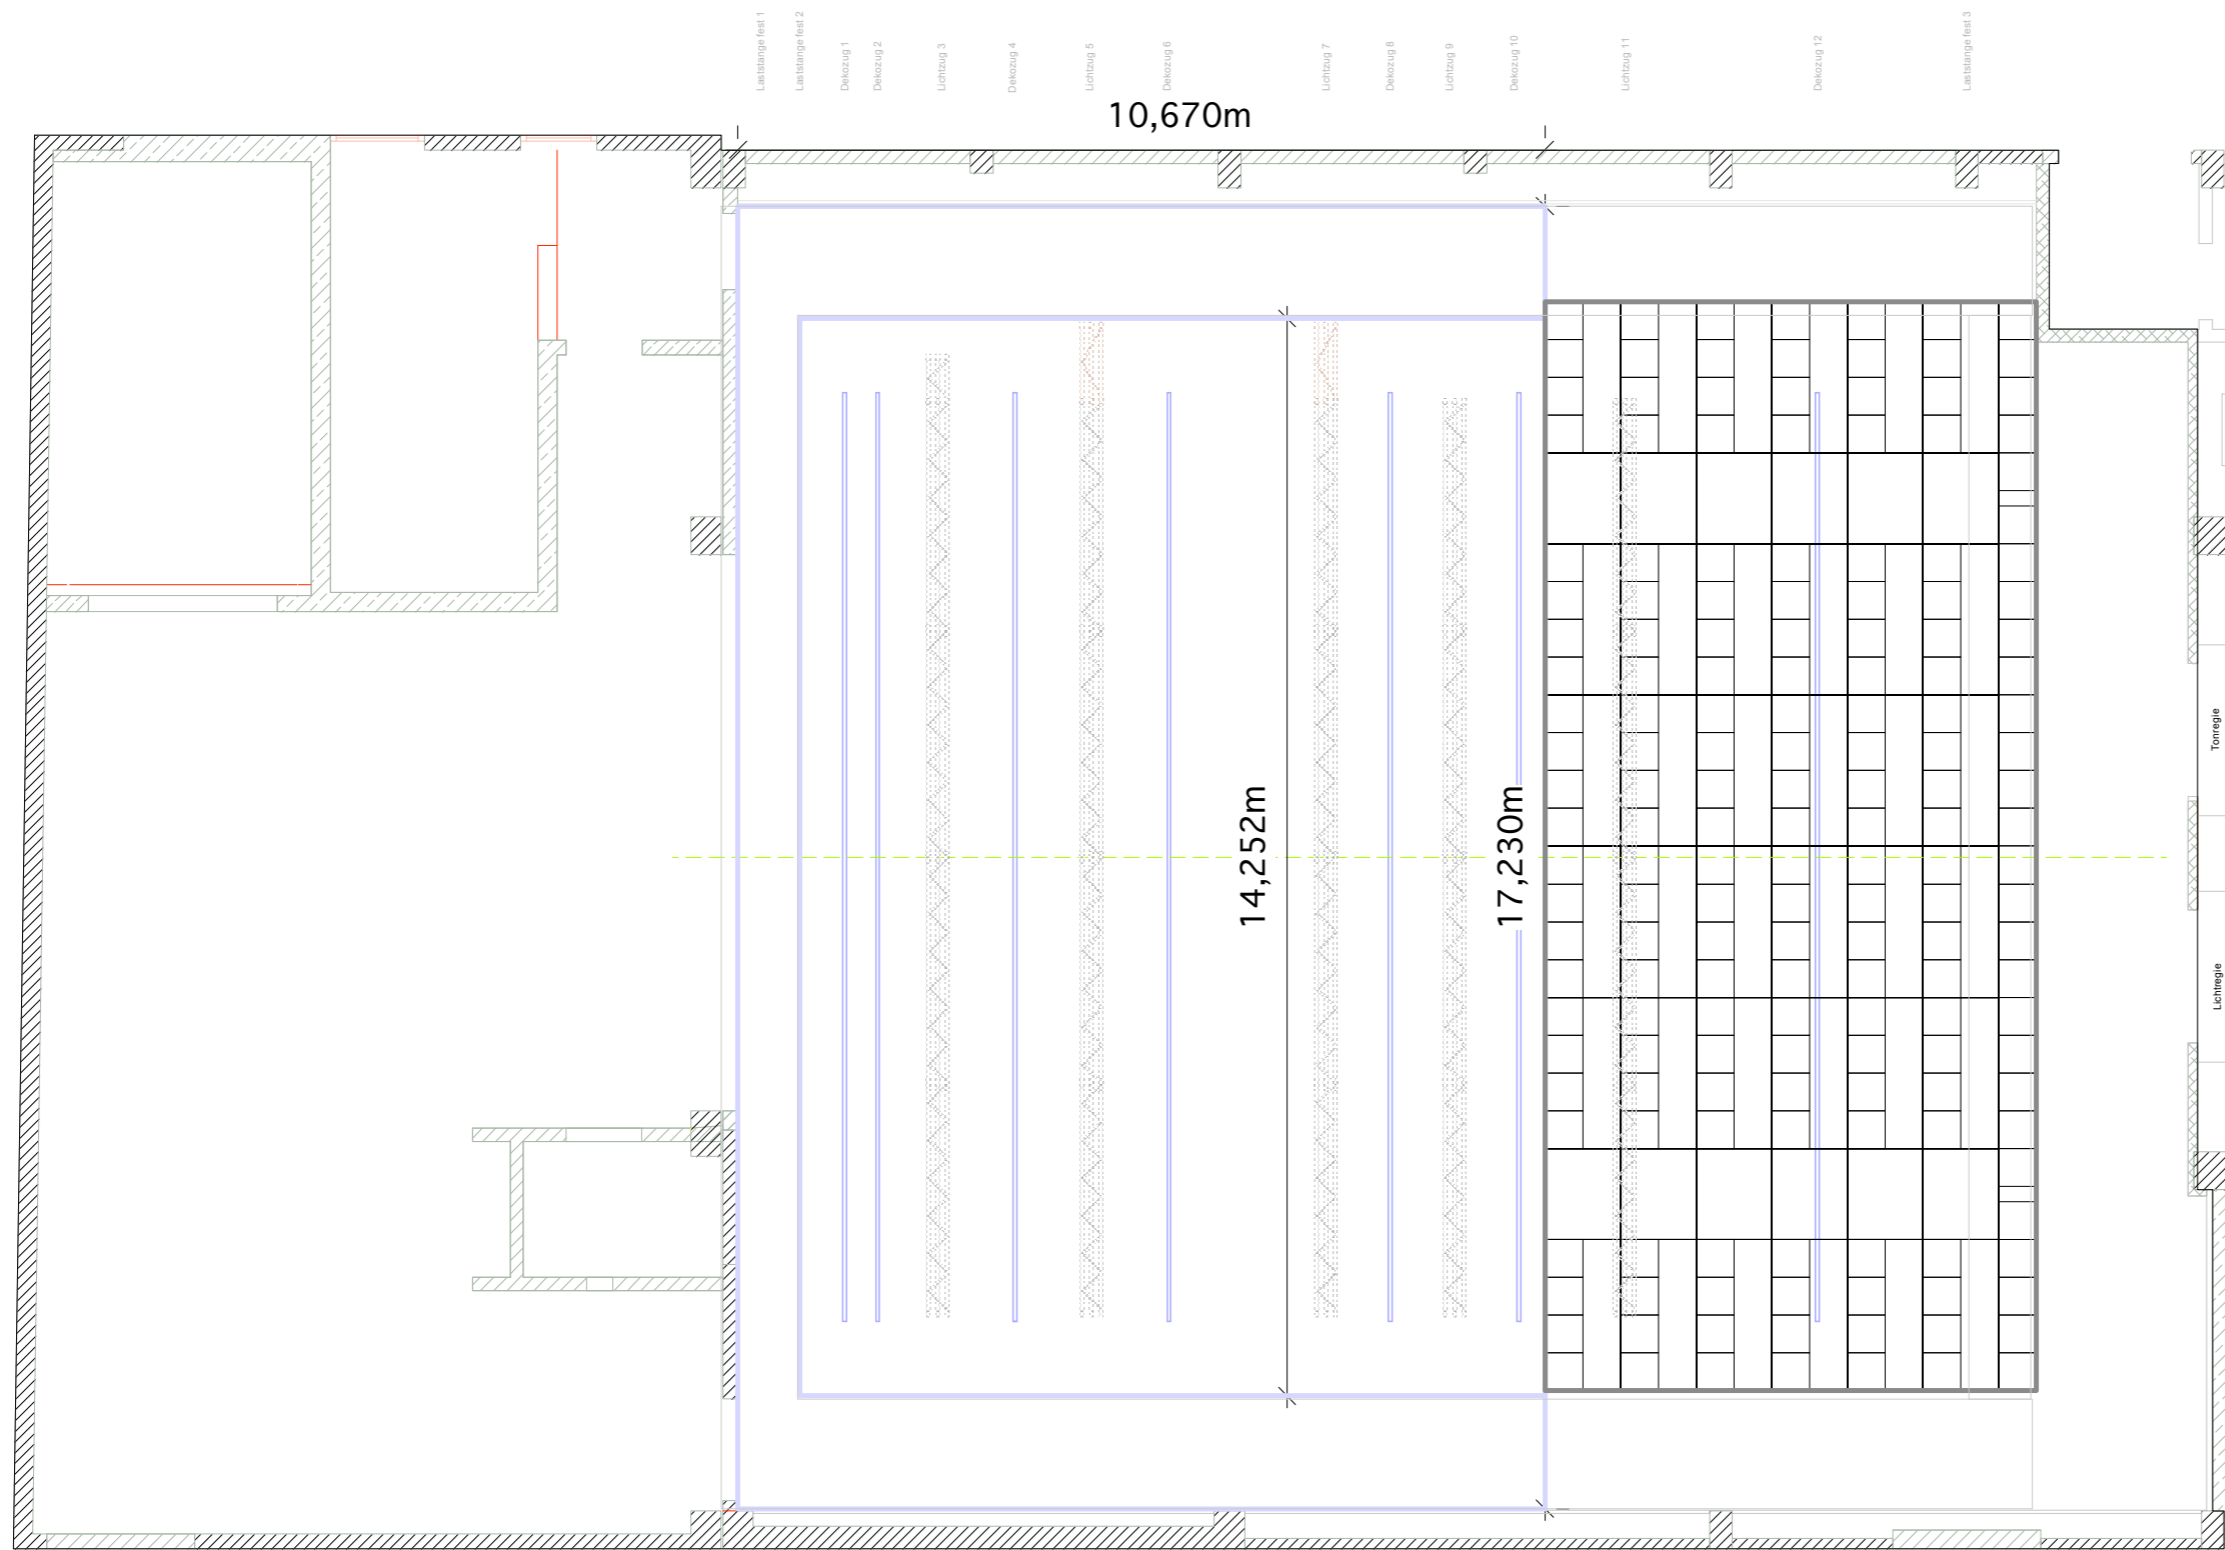 Laststange fest 1
Laststange fest 2
Dekozug 1
Dekozug 2
Lichtzug 3
Dekozug 4
Lichtzug 5
Dekozug 6
Lichtzug 7
Dekozug 8
Lichtzug 9
Dekozug 10
Lichtzug 11
Dekozug 12
Laststange fest 3
10,670m
14,252m
17,230m
Tonregie
Lichtregie